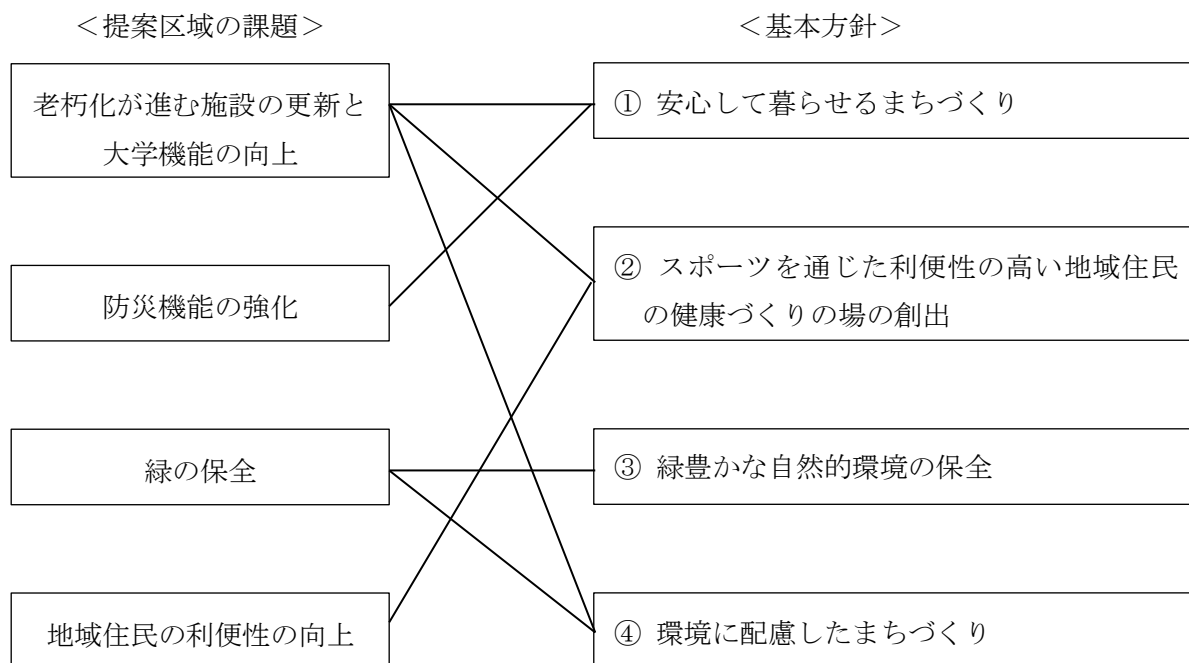 ＜提案区域の課題＞
＜基本方針＞
老朽化が進む施設の更新と
大学機能の向上
① 安心して暮らせるまちづくり
防災機能の強化
② スポーツを通じた利便性の高い地域住民
の健康づくりの場の創出
緑の保全
③ 緑豊かな自然的環境の保全
地域住民の利便性の向上
④ 環境に配慮したまちづくり